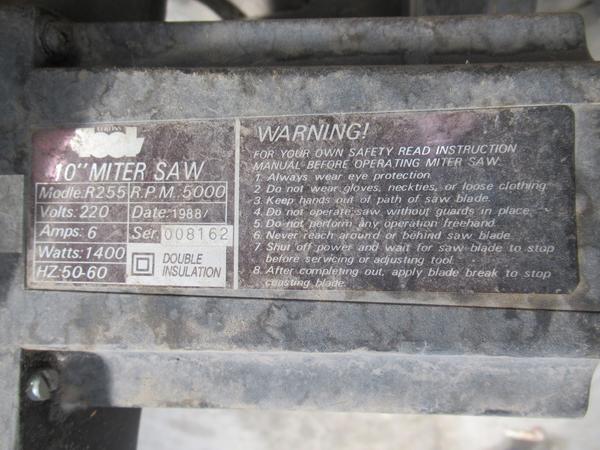 10" MITER SAW
Modle:R255 R.P.M.5000
Volts:220 Date:1988/
Amps:6 Ser. 008162
Watts:1400
HZ:50-60
DOUBLE
INSULATION
WARNING!
FOR YOUR OWN SAFETY READ INSTRUCTION
MANUAL BEFORE OPERATING MITER SAW.
1. Always wear eye protection.
2. Do not wear gloves, neckties, or loose clothing.
3. Keep hands out of path of saw blade.
4. Do not operate saw without guards in place.
5. Do not perform any operation freehand.
6. Never reach around or behind saw blade.
7. Shut off power and wait for saw blade to stop
before servicing or adjusting tool.
8. After completing out, apply blade break to stop
coasting blade.